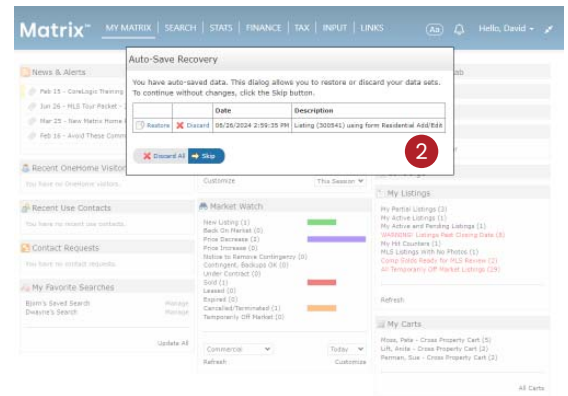 Matrix™ MY MATRIX | SEARCH | STATS | FINANCE | TAX | INPUT | LINKS Aa Hello, David
Auto-Save Recovery
You have auto-saved data. This dialog allows you to restore or discard your data sets.
To continue without changes, click the Skip button.
Date Description
Restore Discard 06/26/2024 2:59:35 PM Listing (300541) using form Residential Add/Edit
Discard All Skip
2
News & Alerts
Feb 15 - CoreLogic Training
Jun 26 - MLS Tour Packet -
Mar 25 - New Matrix Home
Feb 16 - Avoid These Comm
Recent OneHome Visitor
You have no OneHome visitors.
Recent Use Contacts
You have no recent use contacts.
Contact Requests
You have no contact requests.
My Favorite Searches
Bjorn's Saved Search Manage
Dwayne's Search Manage
Update All
Customize This Session
Market Watch
New Listing (1)
Back On Market (0)
Price Decrease (2)
Price Increase (0)
Notice to Remove Contingency (0)
Contingent, Backups OK (0)
Under Contract (0)
Sold (1)
Leased (0)
Expired (0)
Cancelled/Terminated (1)
Temporarily Off Market (0)
Commercial Today
Refresh Customize
My Listings
My Partial Listings (3)
My Active Listings (1)
My Active and Pending Listings (1)
WARNING! Listings Past Closing Date (8)
My Hit Counters (1)
MLS Listings with No Photos (1)
Comp Solds Ready for MLS Review (2)
All Temporarily Off Market Listings (29)
Refresh
My Carts
Moss, Pete - Cross Property Cart (5)
Lift, Anita - Cross Property Cart (2)
Perman, Sue - Cross Property Cart (2)
All Carts